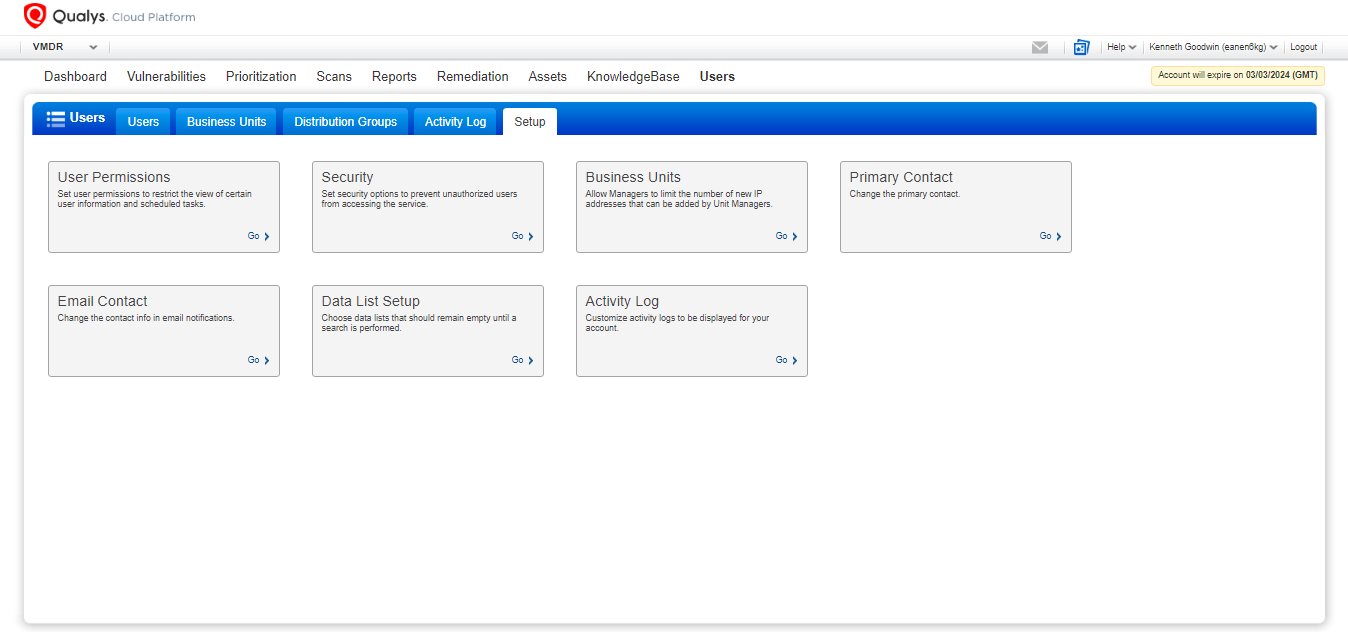 Qualys. Cloud Platform
VMDR
Help
Kenneth Goodwin (eanen6kg)
Logout
Dashboard
Vulnerabilities
Prioritization
Scans
Reports
Remediation
Assets
KnowledgeBase
Users
Account will expire on 03/03/2024 (GMT)
Users
Users
Business Units
Distribution Groups
Activity Log
Setup
User Permissions
Set user permissions to restrict the view of certain
user information and scheduled tasks.
Go
Security
Set security options to prevent unauthorized users
from accessing the service.
Go
Business Units
Allow Managers to limit the number of new IP
addresses that can be added by Unit Managers.
Go
Primary Contact
Change the primary contact.
Go
Email Contact
Change the contact info in email notifications.
Go
Data List Setup
Choose data lists that should remain empty until a
search is performed.
Go
Activity Log
Customize activity logs to be displayed for your
account.
Go